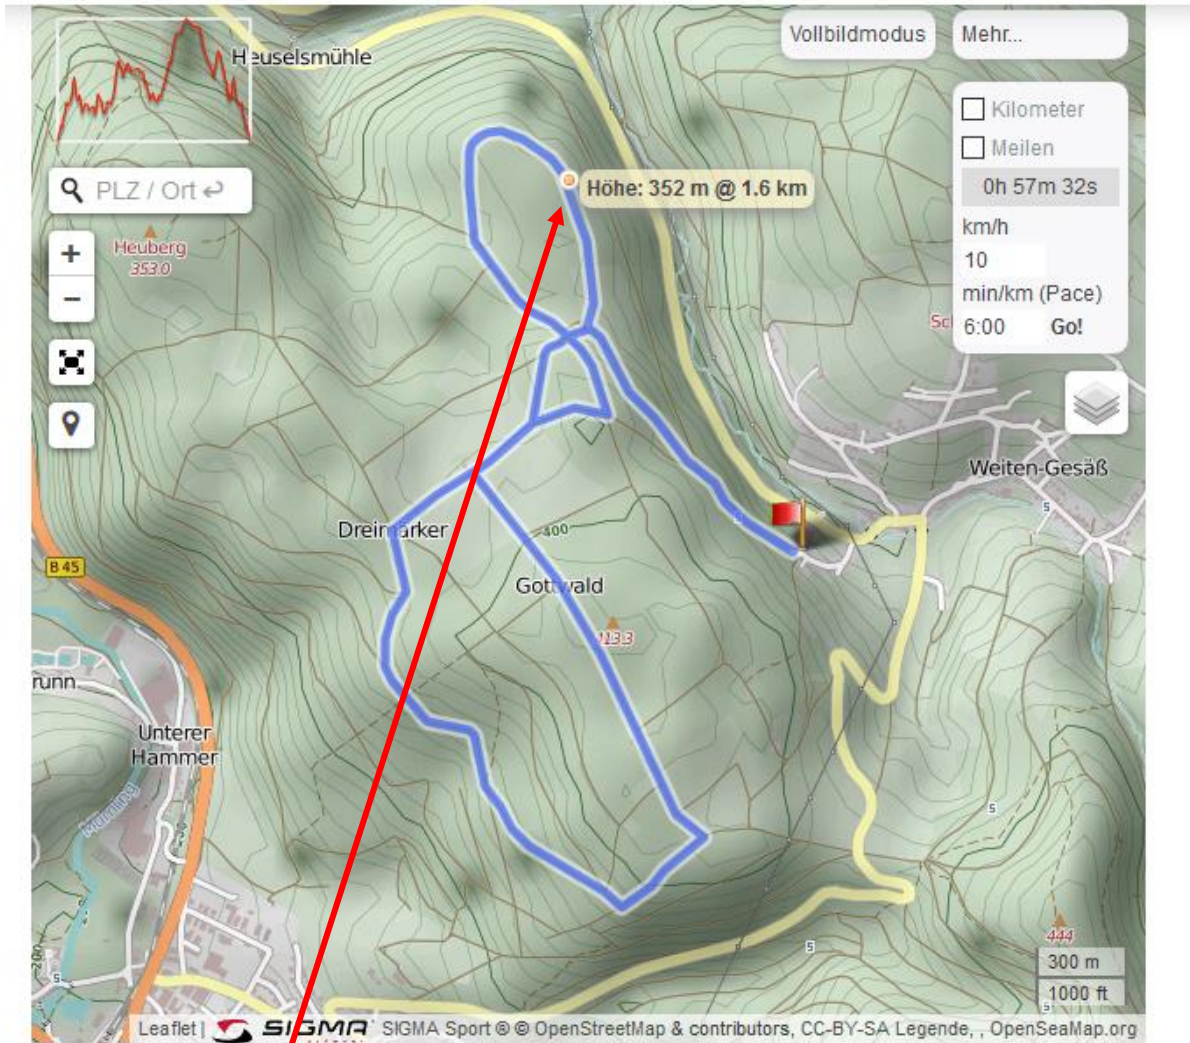 Heuselsmühle
Vollbildmodus
Mehr...
Kilometer
Meilen
0h 57m 32s
km/h
10
min/km (Pace)
6:00 Go!
PLZ / Ort
Höhe: 352 m @ 1.6 km
+
Heuberg
353.0
−
Weiten-Gesäß
Dreimärker
400
B 45
Gottwald
runn
Unterer
Hammer
Mümling
444
300 m
1000 ft
Leaflet | SIGMA SIGMA Sport ® © OpenStreetMap & contributors, CC-BY-SA Legende, , OpenSeaMap.org